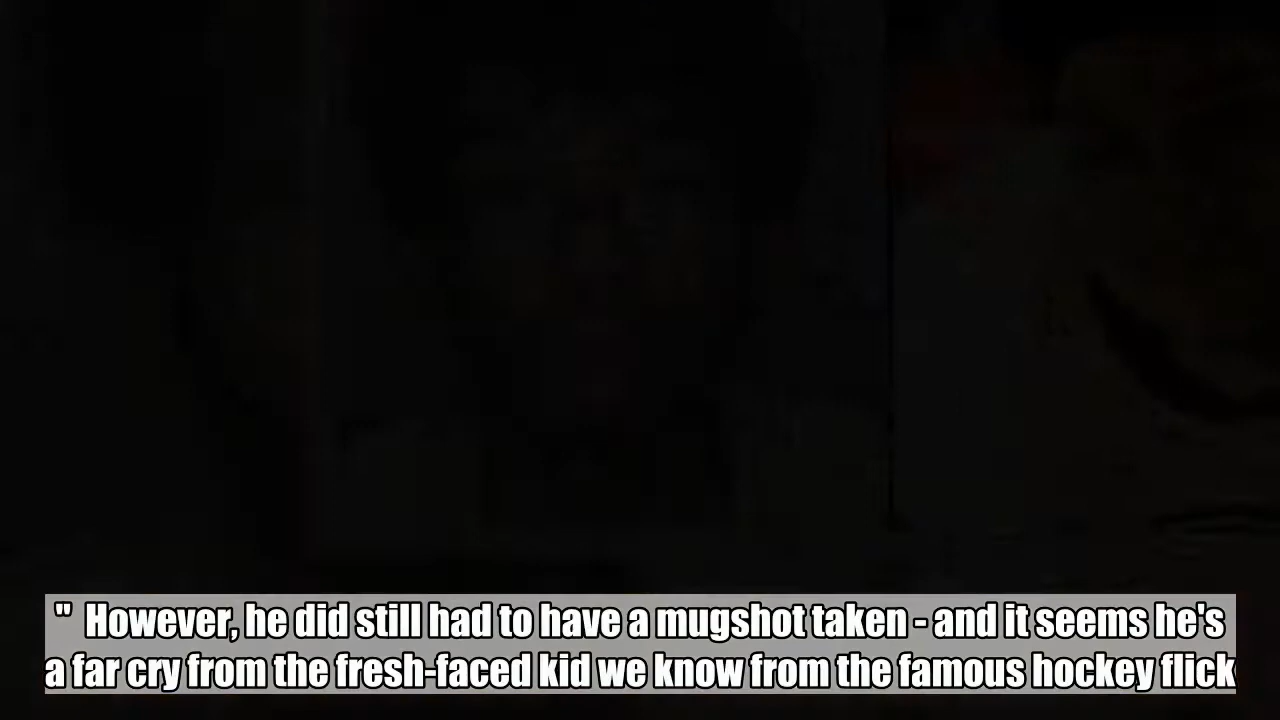 "  However, he did still had to have a mugshot taken - and it seems he's
a far cry from the fresh-faced kid we know from the famous hockey flick